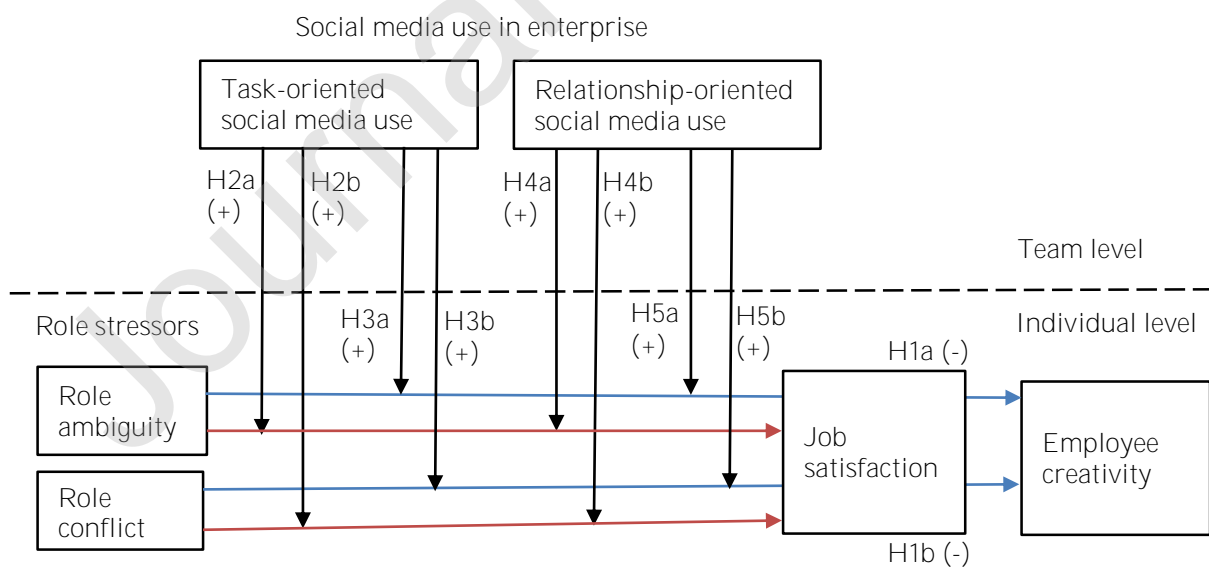 Social media use in enterprise
Task-oriented
social media use
Relationship-oriented
social media use
H2a
(+)
H2b
(+)
H4a
(+)
H4b
(+)
Team level
Role stressors
H3a
(+)
H3b
(+)
H5a
(+)
H5b
(+)
Individual level
H1a (-)
Role
ambiguity
Job
satisfaction
Employee
creativity
Role
conflict
H1b (-)
Journal